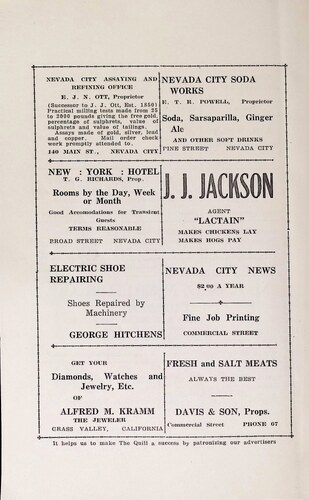 NEVADA CITY ASSAYING AND
REFINING OFFICE
E. J. N. OTT, Proprietor
(Successor to J. J. Ott, Est. 1850)
Practical milling tests made from 25
to 2000 pounds giving the free gold,
percentage of sulphrets, value of
sulphrets and value of tailings.
Assays made of gold, silver, lead
and copper. Mail order check
work promptly attended to.
140 MAIN ST., NEVADA CITY
NEVADA CITY SODA
WORKS
E. T. R. POWELL, Proprietor
Soda, Sarsaparilla, Ginger
Ale
AND OTHER SOFT DRINKS
PINE STREET NEVADA CITY
NEW : YORK : HOTEL
T. G. RICHARDS, Prop.
Rooms by the Day, Week
or Month
Good Accomodations for Transient
Guests
TERMS REASONABLE
BROAD STREET NEVADA CITY
J. J. JACKSON
AGENT
"LACTAIN"
MAKES CHICKENS LAY
MAKES HOGS PAY
ELECTRIC SHOE
REPAIRING
Shoes Repaired by
Machinery
GEORGE HITCHENS
NEVADA CITY NEWS
$2.00 A YEAR
Fine Job Printing
COMMERCIAL STREET
GET YOUR
Diamonds, Watches and
Jewelry, Etc.
OF
ALFRED M. KRAMM
THE JEWELER
GRASS VALLEY, CALIFORNIA
FRESH and SALT MEATS
ALWAYS THE BEST
DAVIS & SON, Props.
Commercial Street PHONE 67
It helps us to make The Quill a success by patronizing our advertisers